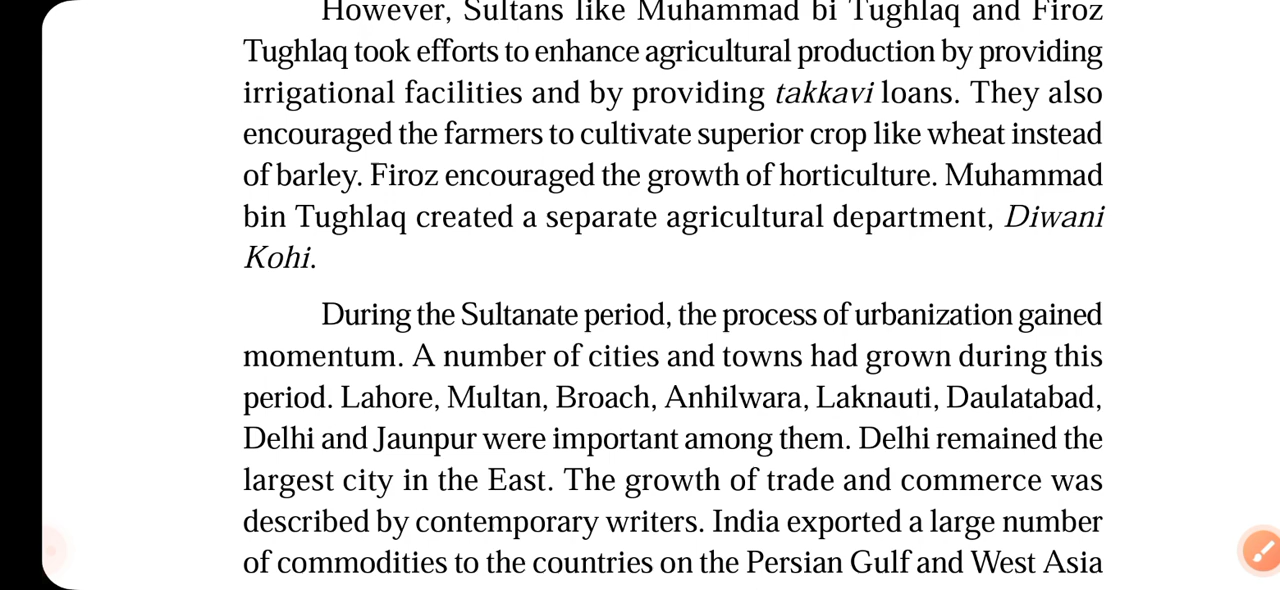 However, Sultans like Muhammad bi Tughlaq and Firoz
Tughlaq took efforts to enhance agricultural production by providing
irrigational facilities and by providing takkavi loans. They also
encouraged the farmers to cultivate superior crop like wheat instead
of barley. Firoz encouraged the growth of horticulture. Muhammad
bin Tughlaq created a separate agricultural department, Diwani
Kohi.
During the Sultanate period, the process of urbanization gained
momentum. A number of cities and towns had grown during this
period. Lahore, Multan, Broach, Anhilwara, Laknauti, Daulatabad,
Delhi and Jaunpur were important among them. Delhi remained the
largest city in the East. The growth of trade and commerce was
described by contemporary writers. India exported a large number
of commodities to the countries on the Persian Gulf and West Asia